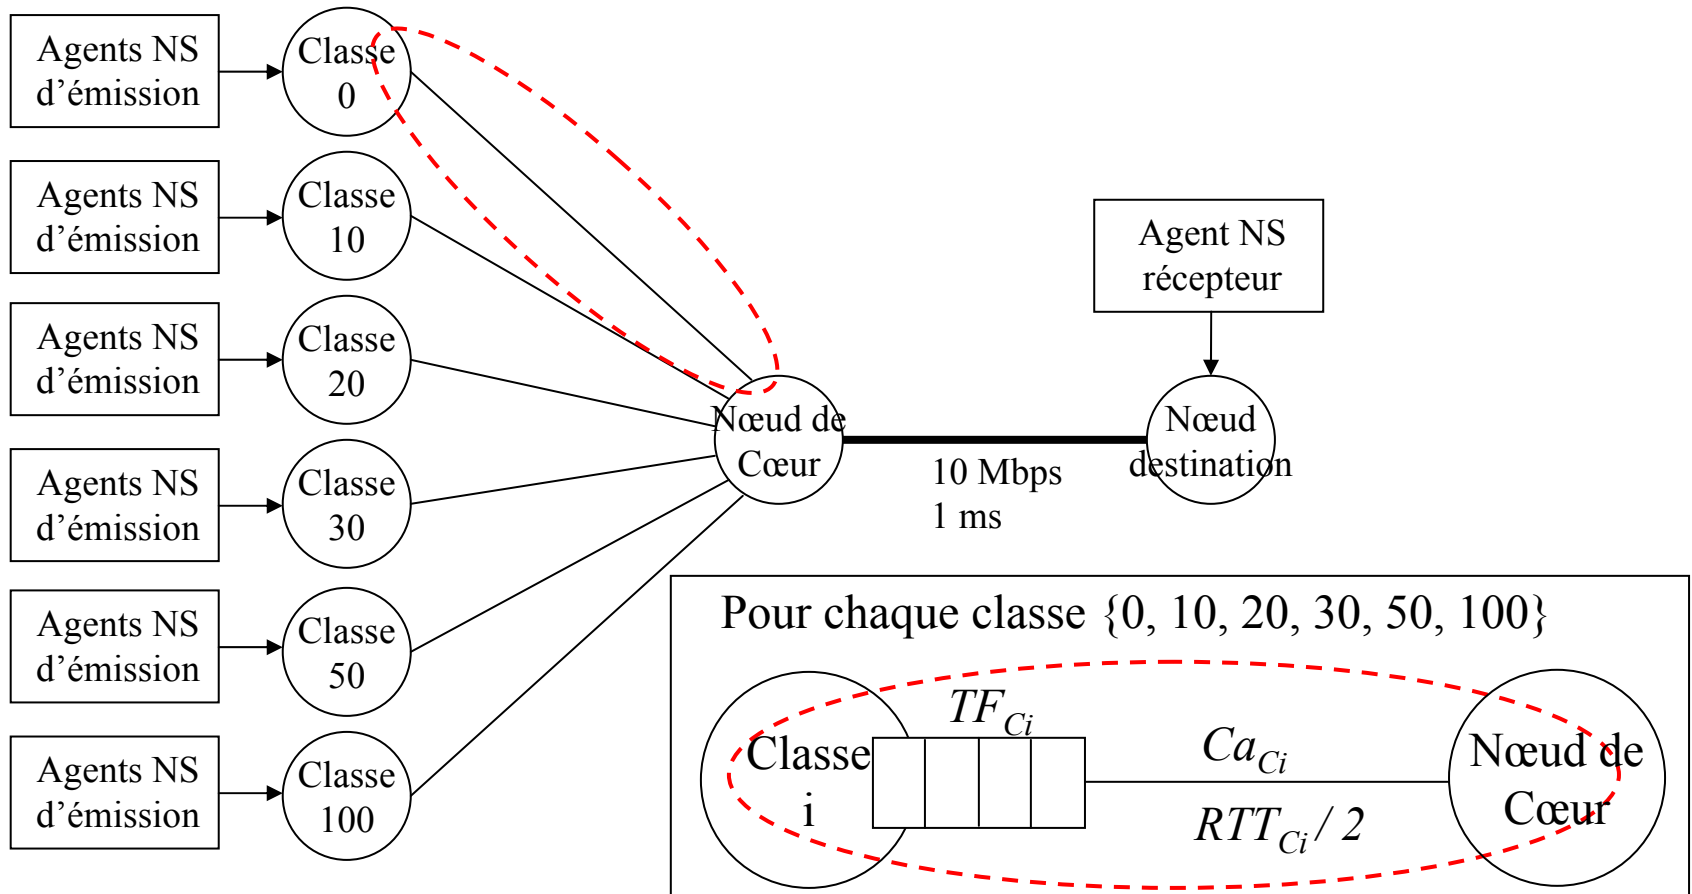 Agents NS
d’émission
Classe
0
Agents NS
d’émission
Classe
10
Agents NS
d’émission
Classe
20
Agents NS
d’émission
Classe
30
Agents NS
d’émission
Classe
50
Agents NS
d’émission
Classe
100
Nœud de
Cœur
10 Mbps
1 ms
Agent NS
récepteur
Nœud
destination
Pour chaque classe {0, 10, 20, 30, 50, 100}
Classe
i
TF_Ci
Ca_Ci
RTT_Ci / 2
Nœud de
Cœur